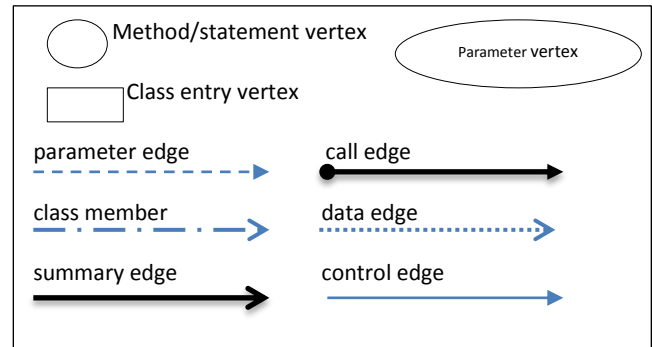 Method/statement vertex
Parameter vertex
Class entry vertex
parameter edge
call edge
class member
data edge
summary edge
control edge